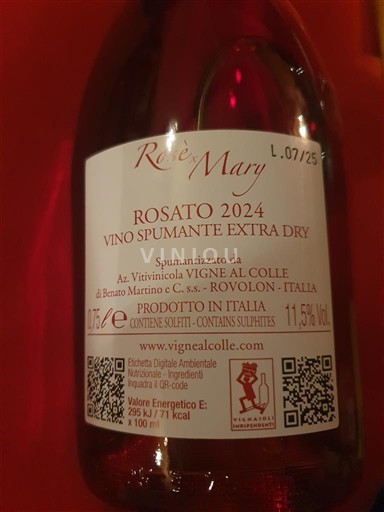 Rosè x Mary
L.07/25
ROSATO 2024
VINO SPUMANTE EXTRA DRY
VINIOU
Spumantizzato da
Az. Vitivinicola VIGNE AL COLLE
di Benato Martino e C. s.s. - ROVOLON - ITALIA
0,75 l e PRODOTTO IN ITALIA 11,5% Vol.
CONTIENE SOLFITI - CONTAINS SULPHITES
www.vignealcolle.com
Etichetta Digitale Ambientale
Nutrizionale - Ingredienti
Inquadra il QR-code
Valore Energetico E:
295 kJ / 71 kcal
x 100 ml
VIGNAIOLI
INDIPENDENTI